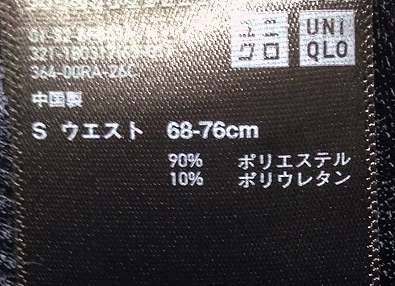 ユニ
クロ
UNI
QLO
中国製
S ウエスト 68-76cm
90% ポリエステル
10% ポリウレタン